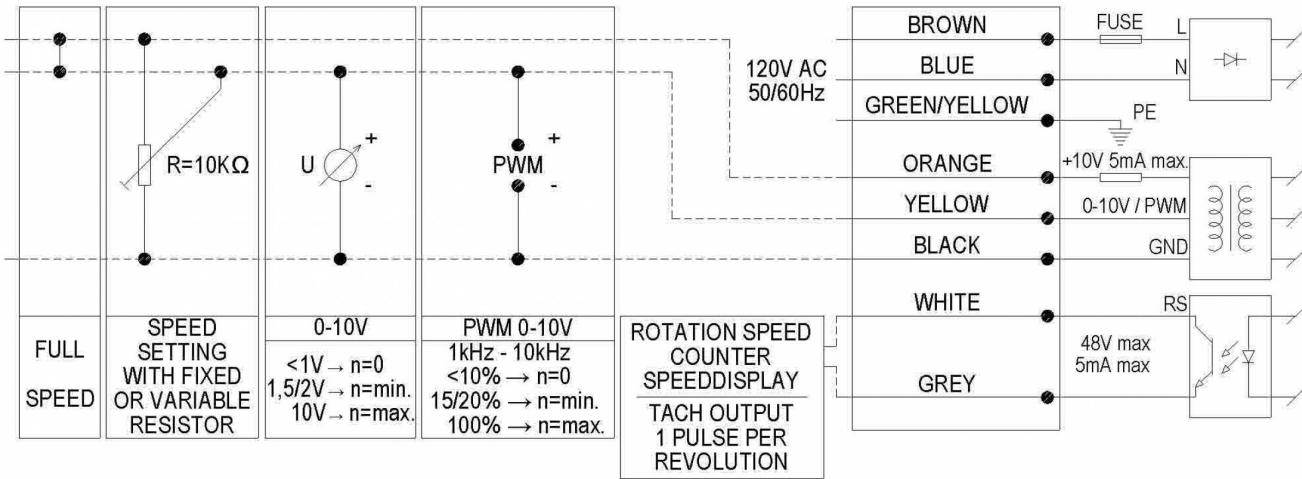 R=10KΩ
U
+
-
+
PWM
-
FULL
SPEED
SPEED
SETTING
WITH FIXED
OR VARIABLE
RESISTOR
0-10V
<1V → n=0
1,5/2V → n=min.
10V → n=max.
PWM 0-10V
1kHz - 10kHz
<10% → n=0
15/20% → n=min.
100% → n=max.
ROTATION SPEED
COUNTER
SPEEDDISPLAY
TACH OUTPUT
1 PULSE PER
REVOLUTION
120V AC
50/60Hz
BROWN
BLUE
GREEN/YELLOW
ORANGE
YELLOW
BLACK
WHITE
GREY
FUSE
L
N
PE
+10V 5mA max.
0-10V / PWM
GND
RS
48V max
5mA max